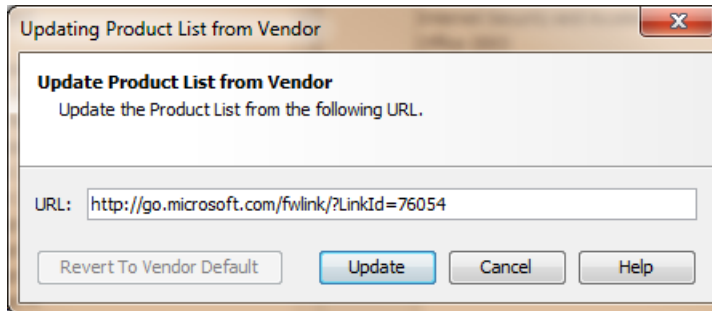 Updating Product List from Vendor
Update Product List from Vendor
Update the Product List from the following URL.
URL: http://go.microsoft.com/fwlink/?LinkId=76054
Revert To Vendor Default Update Cancel Help